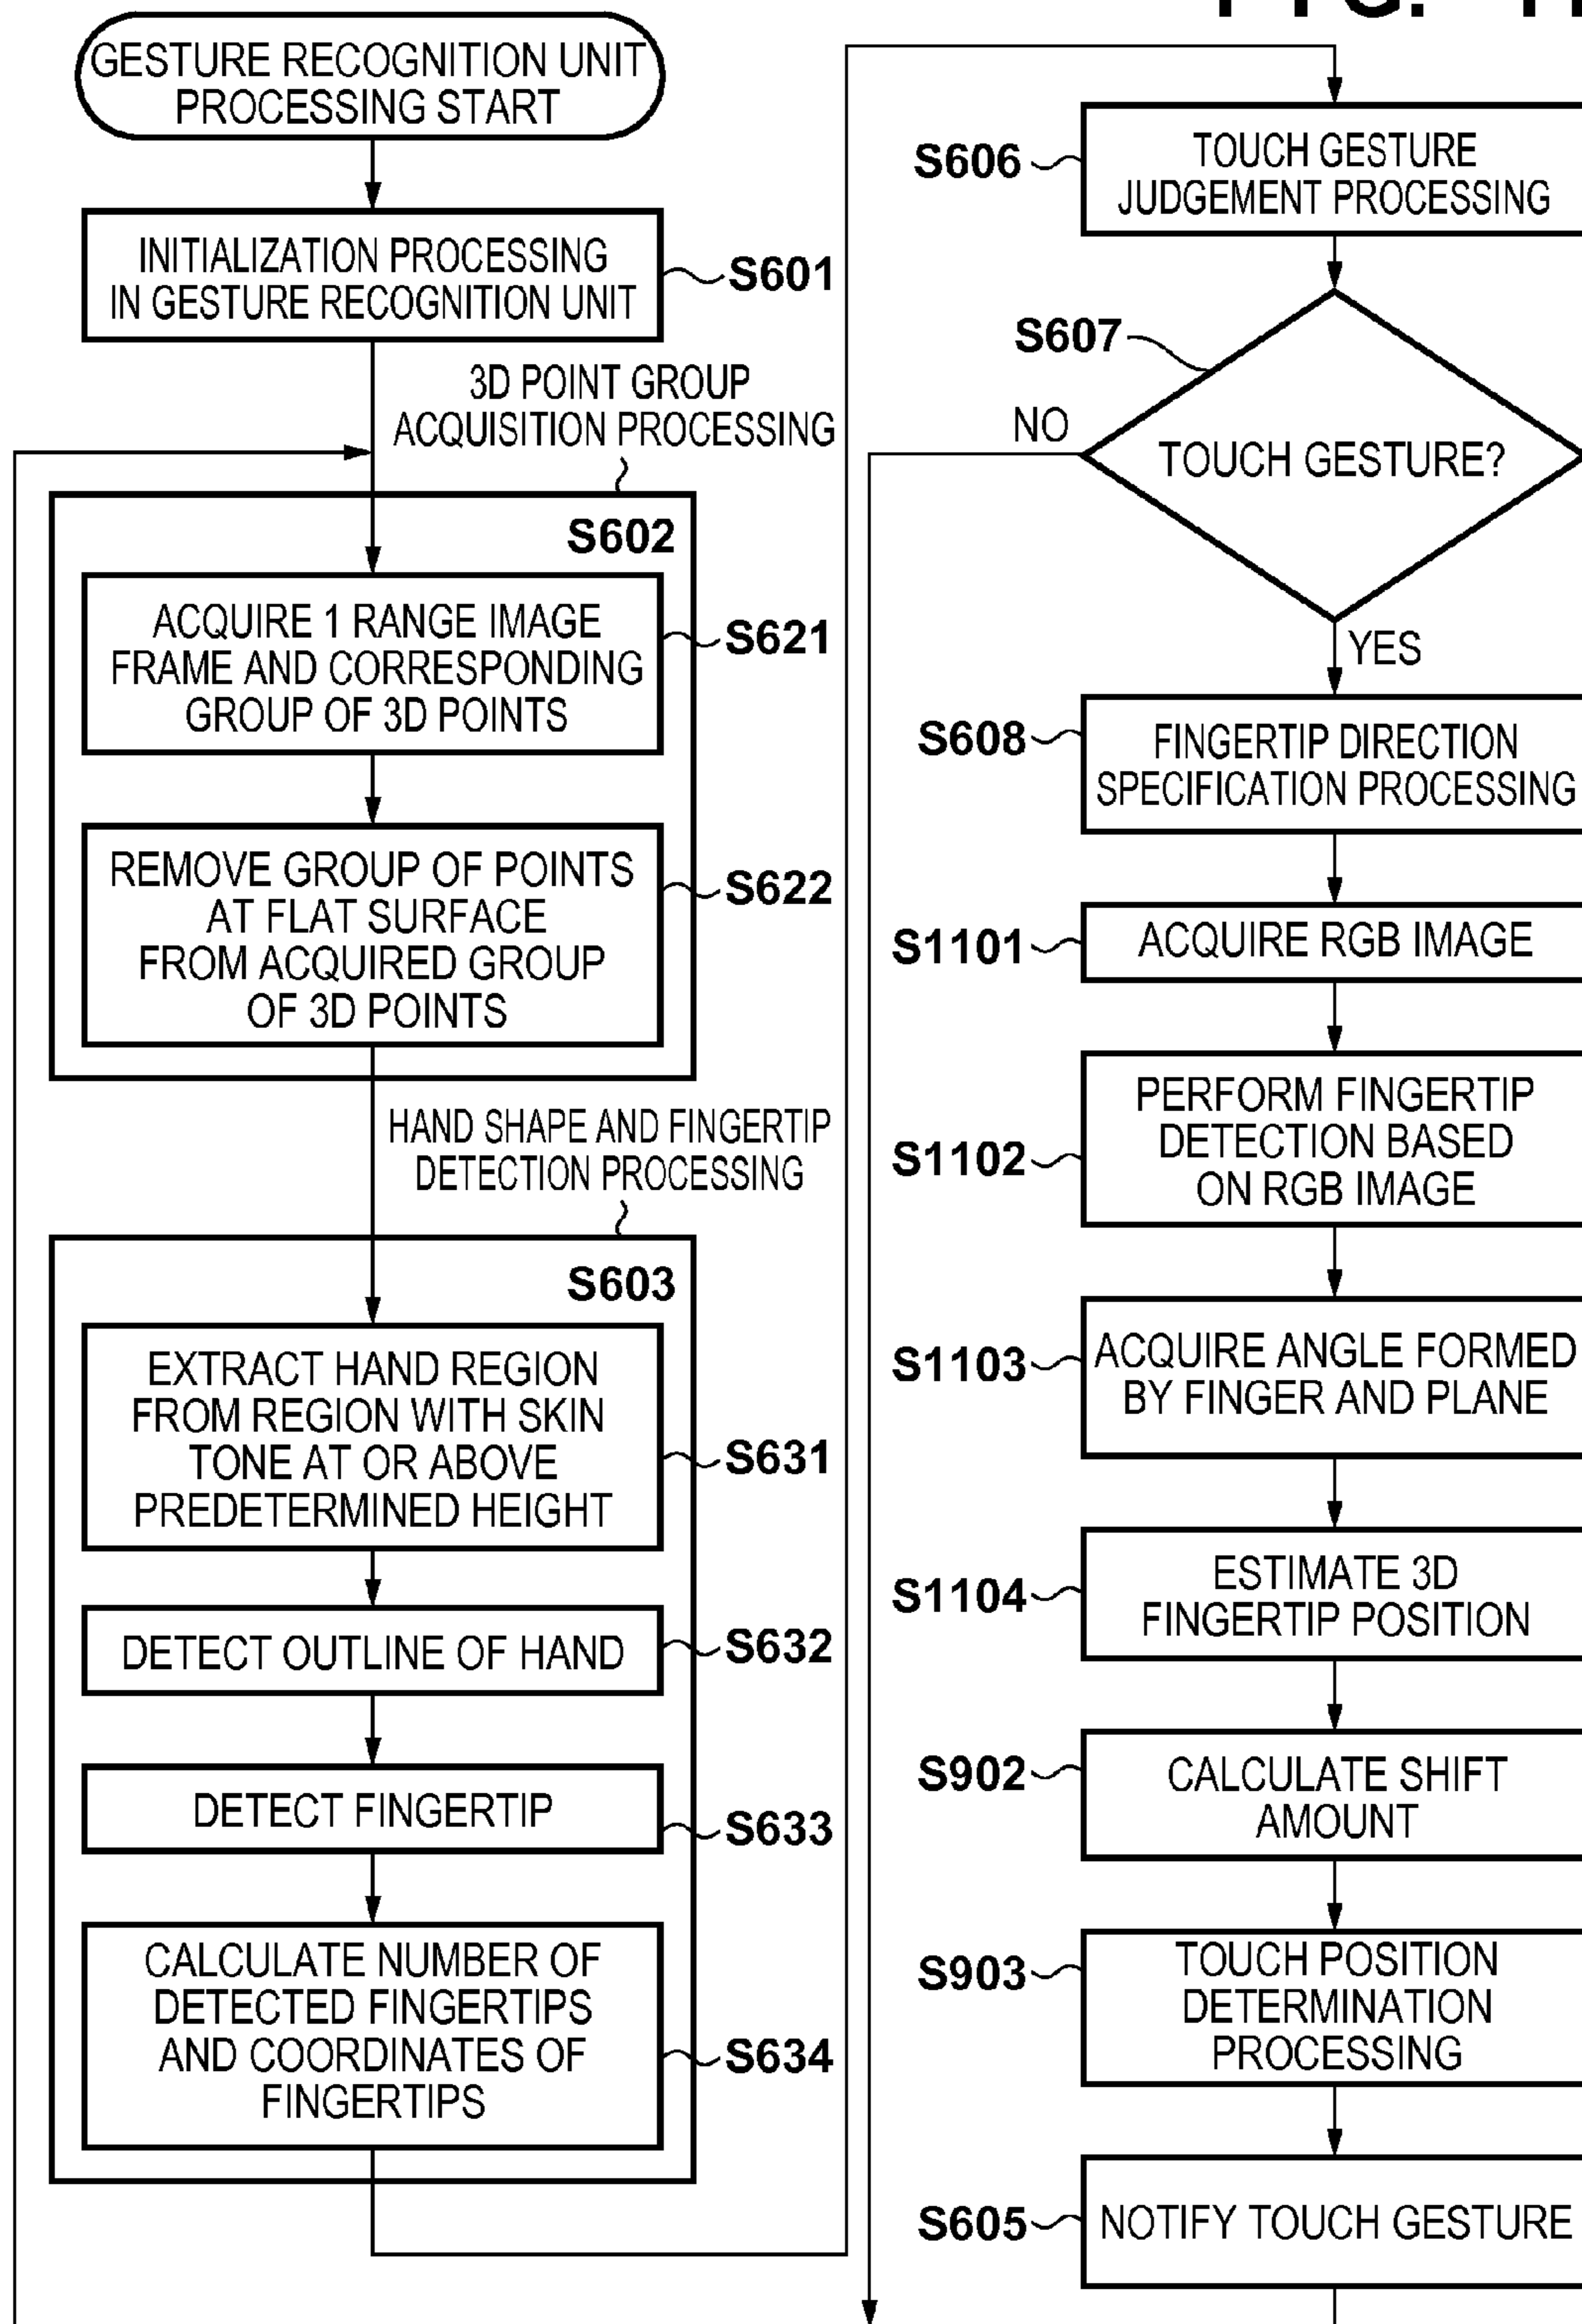 FIG. 11
GESTURE RECOGNITION UNIT
PROCESSING START
INITIALIZATION PROCESSING
IN GESTURE RECOGNITION UNIT
S601
3D POINT GROUP
ACQUISITION PROCESSING
S602
ACQUIRE 1 RANGE IMAGE
FRAME AND CORRESPONDING
GROUP OF 3D POINTS
S621
REMOVE GROUP OF POINTS
AT FLAT SURFACE
FROM ACQUIRED GROUP
OF 3D POINTS
S622
HAND SHAPE AND FINGERTIP
DETECTION PROCESSING
S603
EXTRACT HAND REGION
FROM REGION WITH SKIN
TONE AT OR ABOVE
PREDETERMINED HEIGHT
S631
DETECT OUTLINE OF HAND
S632
DETECT FINGERTIP
S633
CALCULATE NUMBER OF
DETECTED FINGERTIPS
AND COORDINATES OF
FINGERTIPS
S634
S606
TOUCH GESTURE
JUDGEMENT PROCESSING
S607
NO
TOUCH GESTURE?
YES
S608
FINGERTIP DIRECTION
SPECIFICATION PROCESSING
S1101
ACQUIRE RGB IMAGE
S1102
PERFORM FINGERTIP
DETECTION BASED
ON RGB IMAGE
S1103
ACQUIRE ANGLE FORMED
BY FINGER AND PLANE
S1104
ESTIMATE 3D
FINGERTIP POSITION
S902
CALCULATE SHIFT
AMOUNT
S903
TOUCH POSITION
DETERMINATION
PROCESSING
S605
NOTIFY TOUCH GESTURE